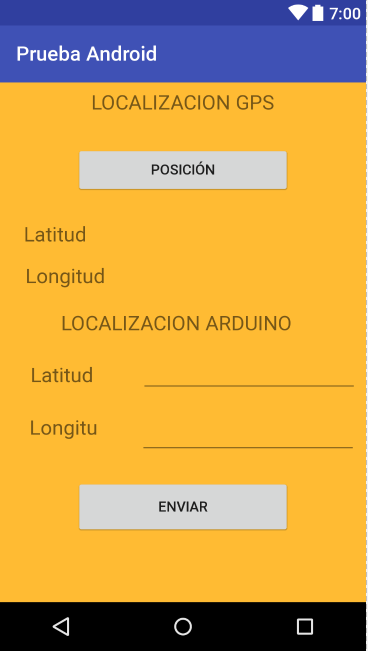 7:00
Prueba Android
LOCALIZACION GPS
POSICIÓN
Latitud
Longitud
LOCALIZACION ARDUINO
Latitud
Longitu
ENVIAR